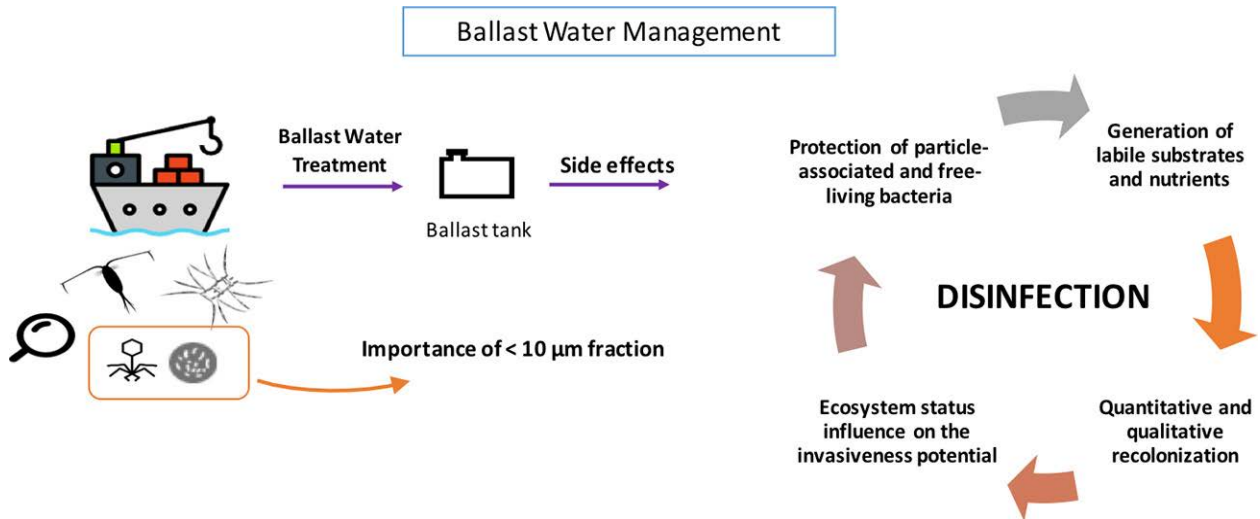 Ballast Water Management
Ballast Water
Treatment
Ballast tank
Side effects
Importance of < 10 µm fraction
Protection of particle-
associated and free-
living bacteria
Generation of
labile substrates
and nutrients
DISINFECTION
Ecosystem status
influence on the
invasiveness potential
Quantitative and
qualitative
recolonization